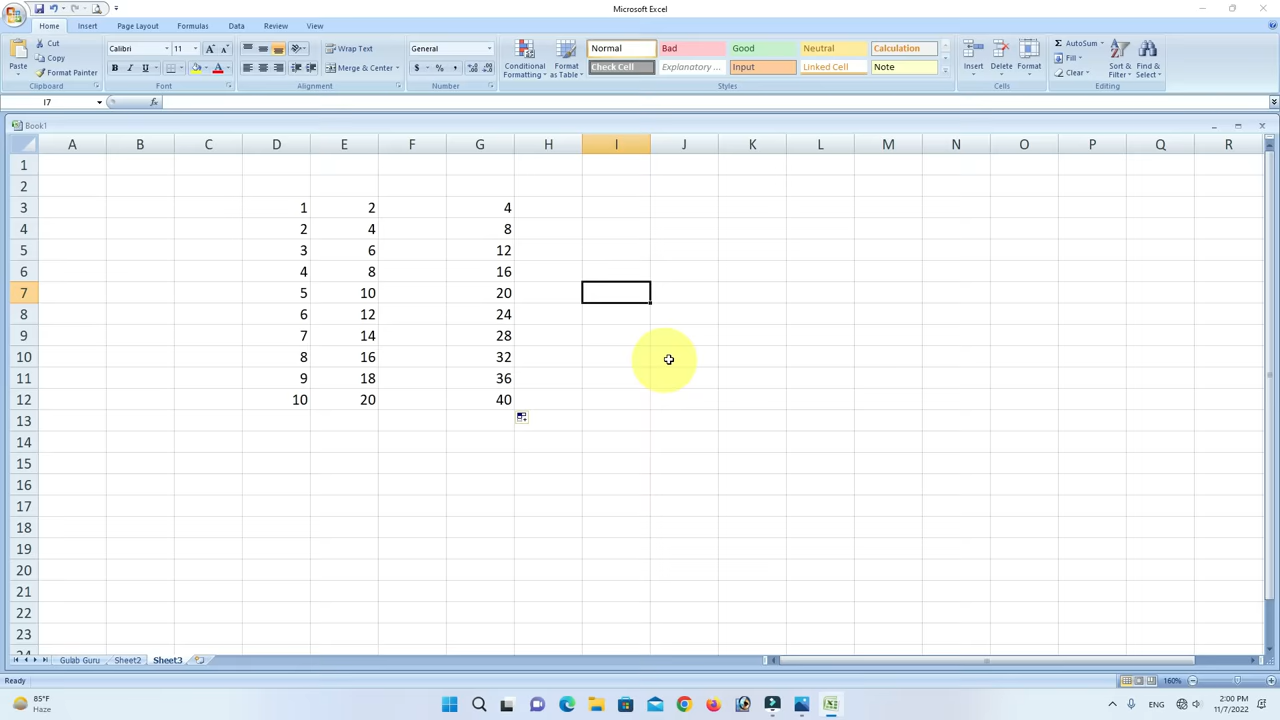 Microsoft Excel
Home Insert Page Layout Formulas Data Review View
Cut
Copy
Format Painter
Paste
Clipboard
Calibri 11
B I U
Font
Wrap Text
Merge & Center
Alignment
General
$ % ,
Number
Conditional Formatting
Format as Table
Normal Bad Good Neutral Calculation
Check Cell Explanatory ... Input Linked Cell Note
Styles
Insert Delete Format
Cells
Σ AutoSum
Fill
Clear
Sort & Filter
Find & Select
Editing
I7 fx
Book1
A B C D E F G H I J K L M N O P Q R
1
2
3 1 2 4
4 2 4 8
5 3 6 12
6 4 8 16
7 5 10 20
8 6 12 24
9 7 14 28
10 8 16 32
11 9 18 36
12 10 20 40
13
14
15
16
17
18
19
20
21
22
23
24
Gulab Guru Sheet2 Sheet3
Ready 160%
85°F
Haze
ENG
2:00 PM
11/7/2022